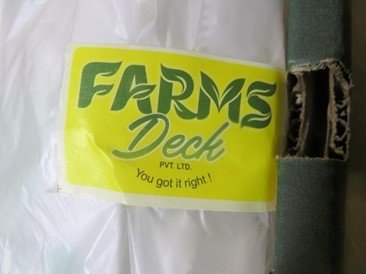 FARMS
Deck
PVT. LTD.
You got it right !